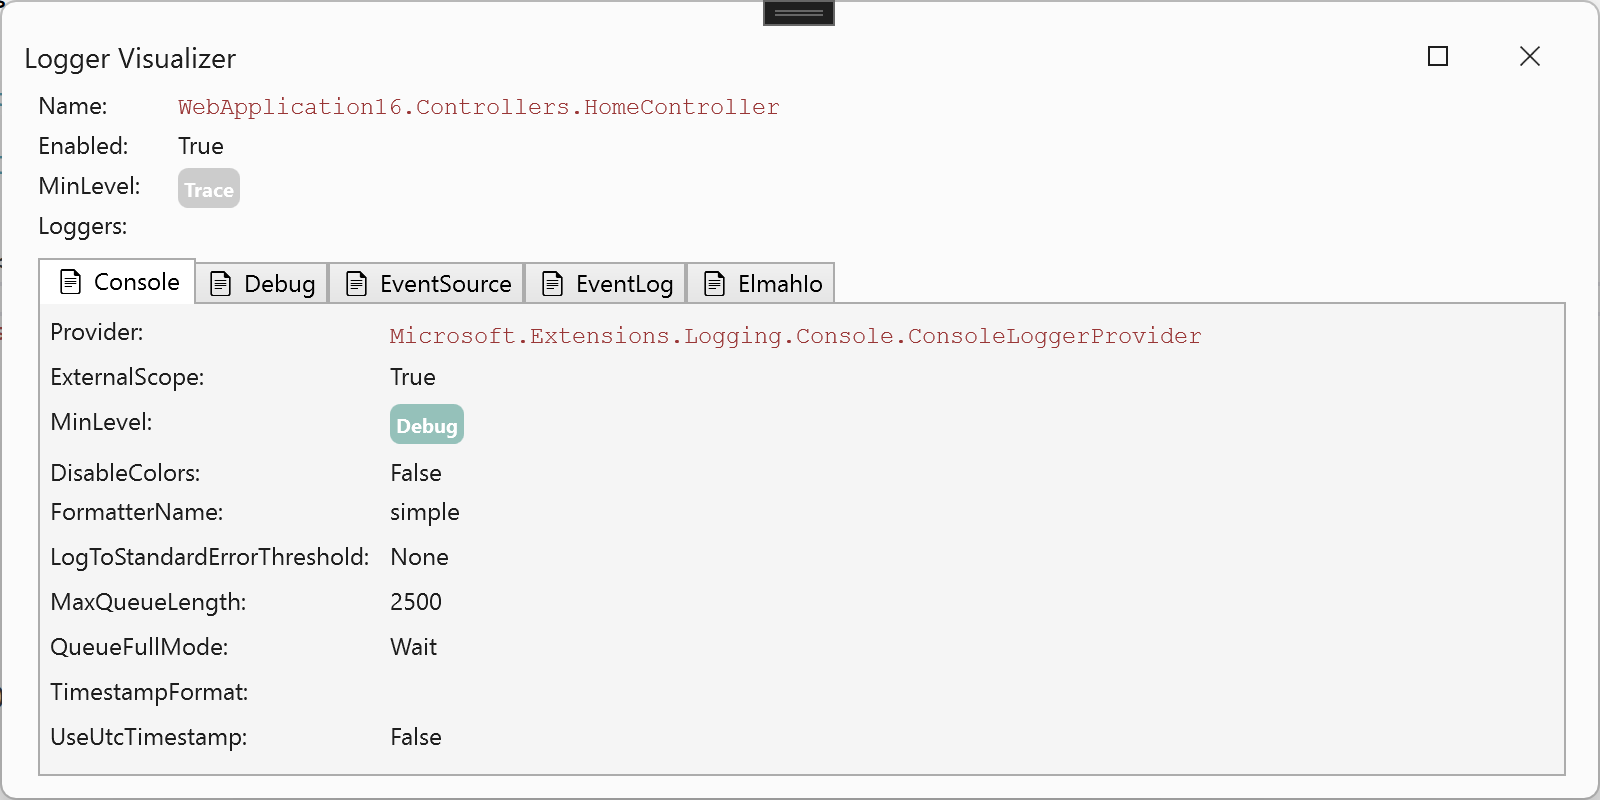 Logger Visualizer
Name: WebApplication16.Controllers.HomeController
Enabled: True
MinLevel: Trace
Loggers:
Console Debug EventSource EventLog ElmahIo
Provider: Microsoft.Extensions.Logging.Console.ConsoleLoggerProvider
ExternalScope: True
MinLevel: Debug
DisableColors: False
FormatterName: simple
LogToStandardErrorThreshold: None
MaxQueueLength: 2500
QueueFullMode: Wait
TimestampFormat:
UseUtcTimestamp: False